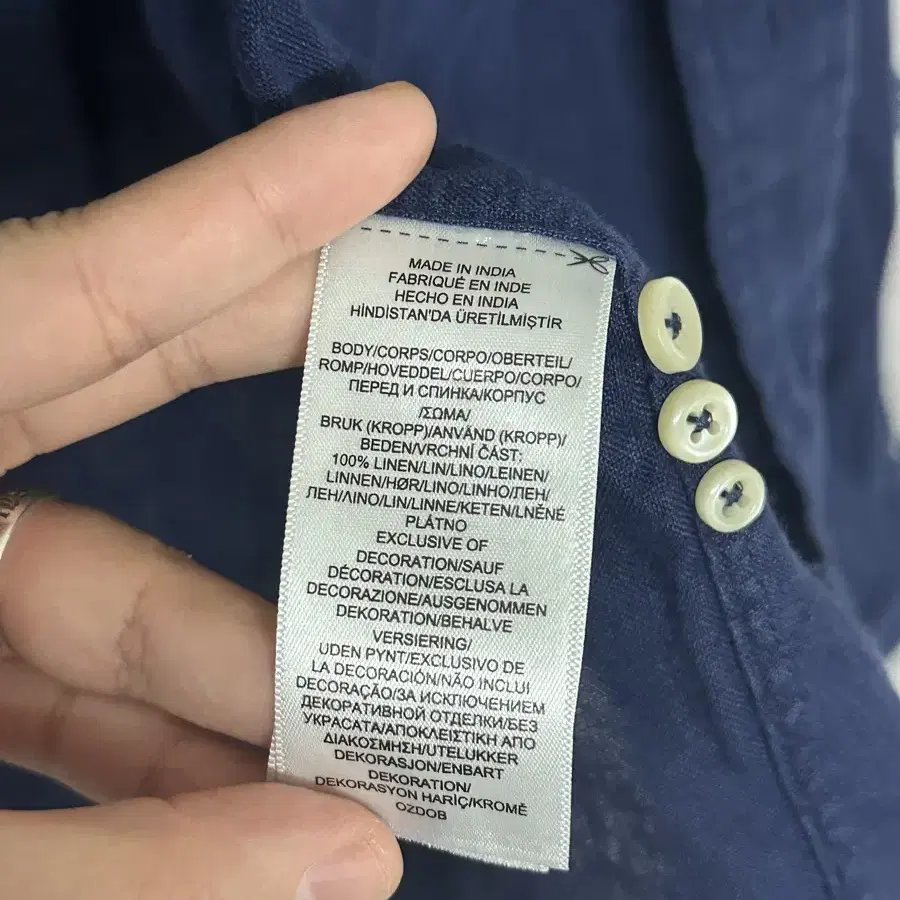 MADE IN INDIA
FABRIQUÉ EN INDE
HECHO EN INDIA
HİNDİSTAN'DA ÜRETİLMİŞTİR
BODY/CORPS/CORPO/OBERTEIL/
ROMP/HOVEDDEL/CUERPO/CORPO/
ПЕРЕД И СПИНКА/КОРПУС
/ΣΩΜΑ/
BRUK (KROPP)/ANVÄND (KROPP)/
BEDEN/VRCHNÍ ČÁST:
100% LINEN/LIN/LINO/LEINEN/
LINNEN/HØR/LINO/LINHO/ЛЕН/
ЛЕН/ΛΙΝΟ/LIN/LINNE/KETEN/LNĚNÉ
PLÁTNO
EXCLUSIVE OF
DECORATION/SAUF
DÉCORATION/ESCLUSA LA
DECORAZIONE/AUSGENOMMEN
DEKORATION/BEHALVE
VERSIERING/
UDEN PYNT/EXCLUSIVO DE
LA DECORACIÓN/NÃO INCLUI
DECORAÇÃO/ЗА ИСКЛЮЧЕНИЕМ
ДЕКОРАТИВНОЙ ОТДЕЛКИ/БЕЗ
УКРАСАТА/ΑΠΟΚΛΕΙΣΤΙΚΗ ΑΠΟ
ΔΙΑΚΟΣΜΗΣΗ/UTELUKKER
DEKORASJON/ENBART
DEKORATION/
DEKORASYON HARİÇ/KROMĚ
OZDOB